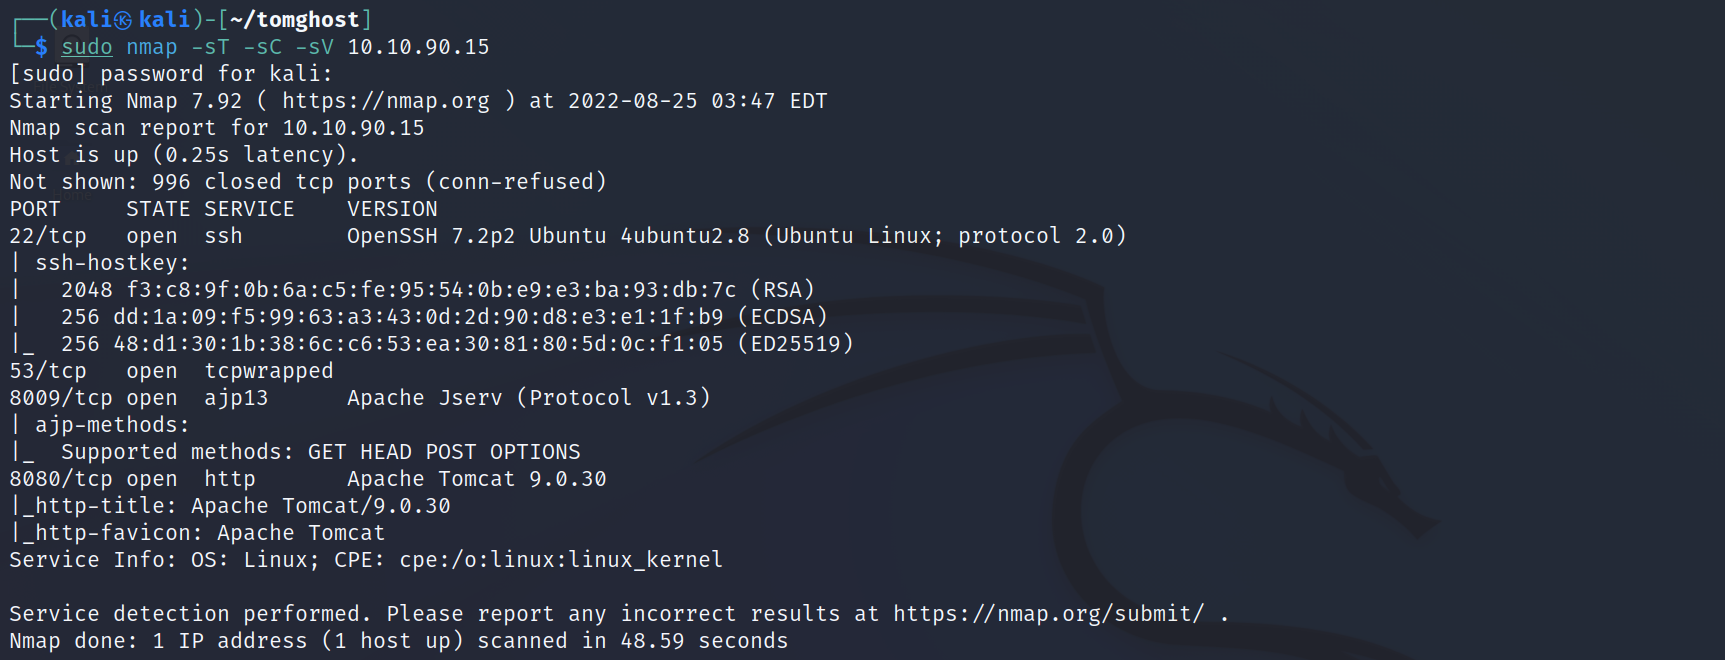 ┌──(kali㉿kali)-[~/tomghost]
└─$ sudo nmap -sT -sC -sV 10.10.90.15
[sudo] password for kali:
Starting Nmap 7.92 ( https://nmap.org ) at 2022-08-25 03:47 EDT
Nmap scan report for 10.10.90.15
Host is up (0.25s latency).
Not shown: 996 closed tcp ports (conn-refused)
PORT     STATE SERVICE    VERSION
22/tcp   open  ssh        OpenSSH 7.2p2 Ubuntu 4ubuntu2.8 (Ubuntu Linux; protocol 2.0)
| ssh-hostkey:
|   2048 f3:c8:9f:0b:6a:c5:fe:95:54:0b:e9:e3:ba:93:db:7c (RSA)
|   256 dd:1a:09:f5:99:63:a3:43:0d:2d:90:d8:e3:e1:1f:b9 (ECDSA)
|_  256 48:d1:30:1b:38:6c:c6:53:ea:30:81:80:5d:0c:f1:05 (ED25519)
53/tcp   open  tcpwrapped
8009/tcp open  ajp13      Apache Jserv (Protocol v1.3)
| ajp-methods:
|_  Supported methods: GET HEAD POST OPTIONS
8080/tcp open  http       Apache Tomcat 9.0.30
|_http-title: Apache Tomcat/9.0.30
|_http-favicon: Apache Tomcat
Service Info: OS: Linux; CPE: cpe:/o:linux:linux_kernel

Service detection performed. Please report any incorrect results at https://nmap.org/submit/ .
Nmap done: 1 IP address (1 host up) scanned in 48.59 seconds